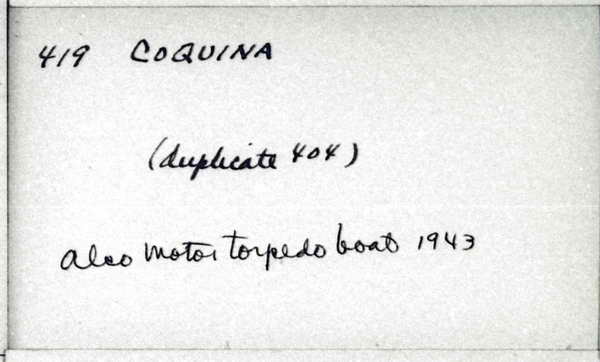 419 COQUINA
(duplicate 404)
also motor torpedo boat 1943